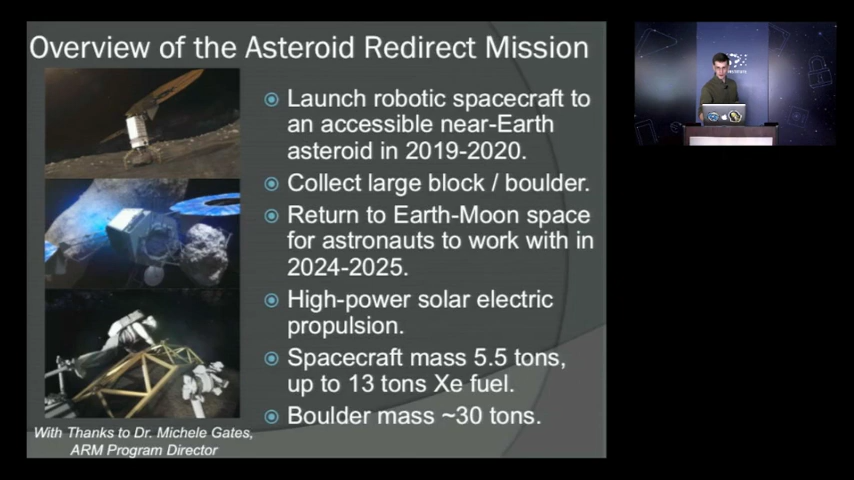 Overview of the Asteroid Redirect Mission
Launch robotic spacecraft to
an accessible near-Earth
asteroid in 2019-2020.
Collect large block / boulder.
Return to Earth-Moon space
for astronauts to work with in
2024-2025.
High-power solar electric
propulsion.
Spacecraft mass 5.5 tons,
up to 13 tons Xe fuel.
Boulder mass ~30 tons.
With Thanks to Dr. Michele Gates,
ARM Program Director